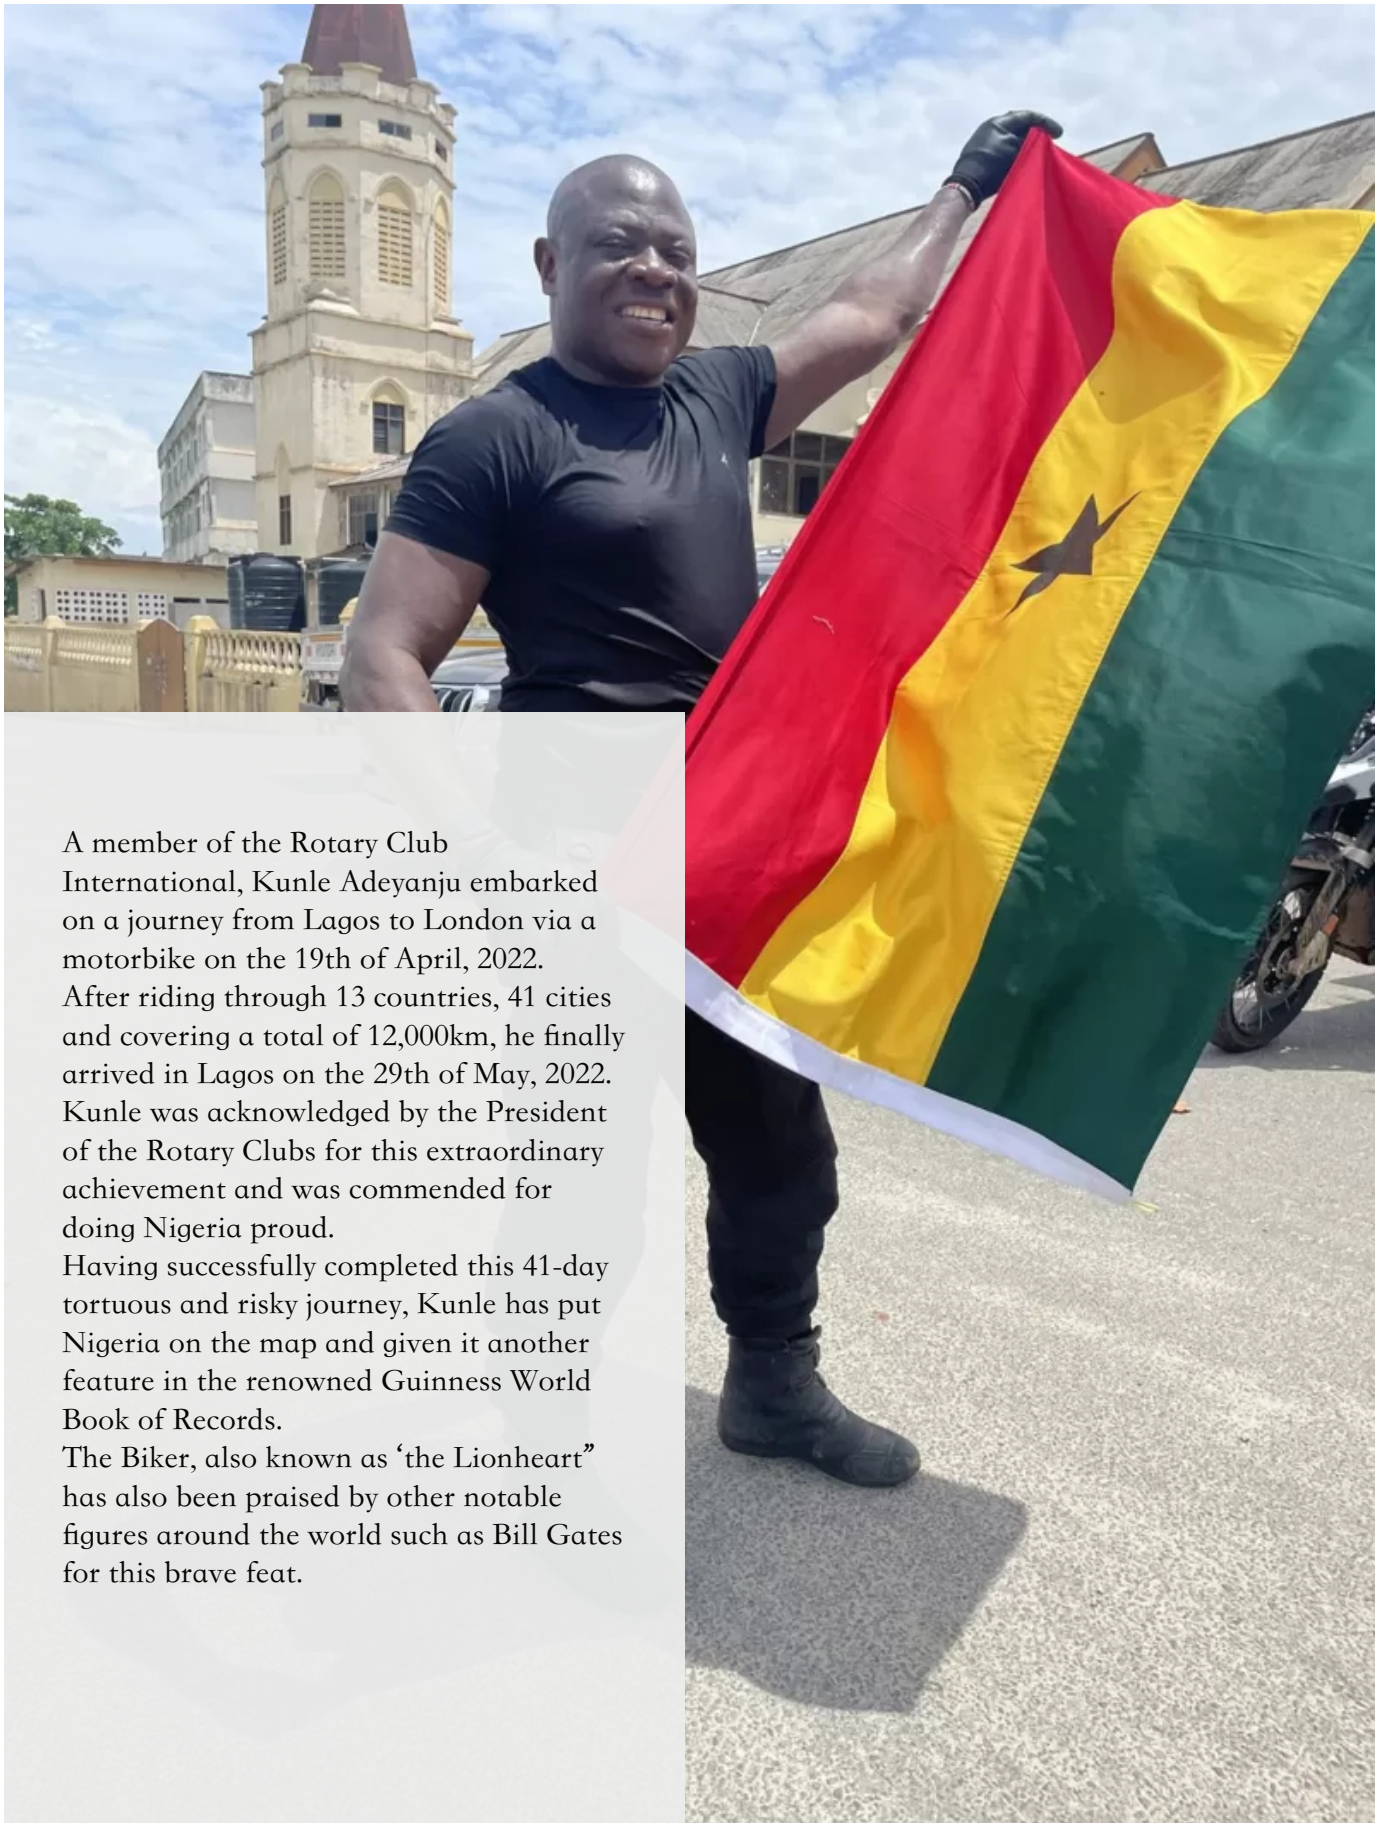 A member of the Rotary Club
International, Kunle Adeyanju embarked
on a journey from Lagos to London via a
motorbike on the 19th of April, 2022.
After riding through 13 countries, 41 cities
and covering a total of 12,000km, he finally
arrived in Lagos on the 29th of May, 2022.
Kunle was acknowledged by the President
of the Rotary Clubs for this extraordinary
achievement and was commended for
doing Nigeria proud.
Having successfully completed this 41-day
tortuous and risky journey, Kunle has put
Nigeria on the map and given it another
feature in the renowned Guinness World
Book of Records.
The Biker, also known as ‘the Lionheart”
has also been praised by other notable
figures around the world such as Bill Gates
for this brave feat.